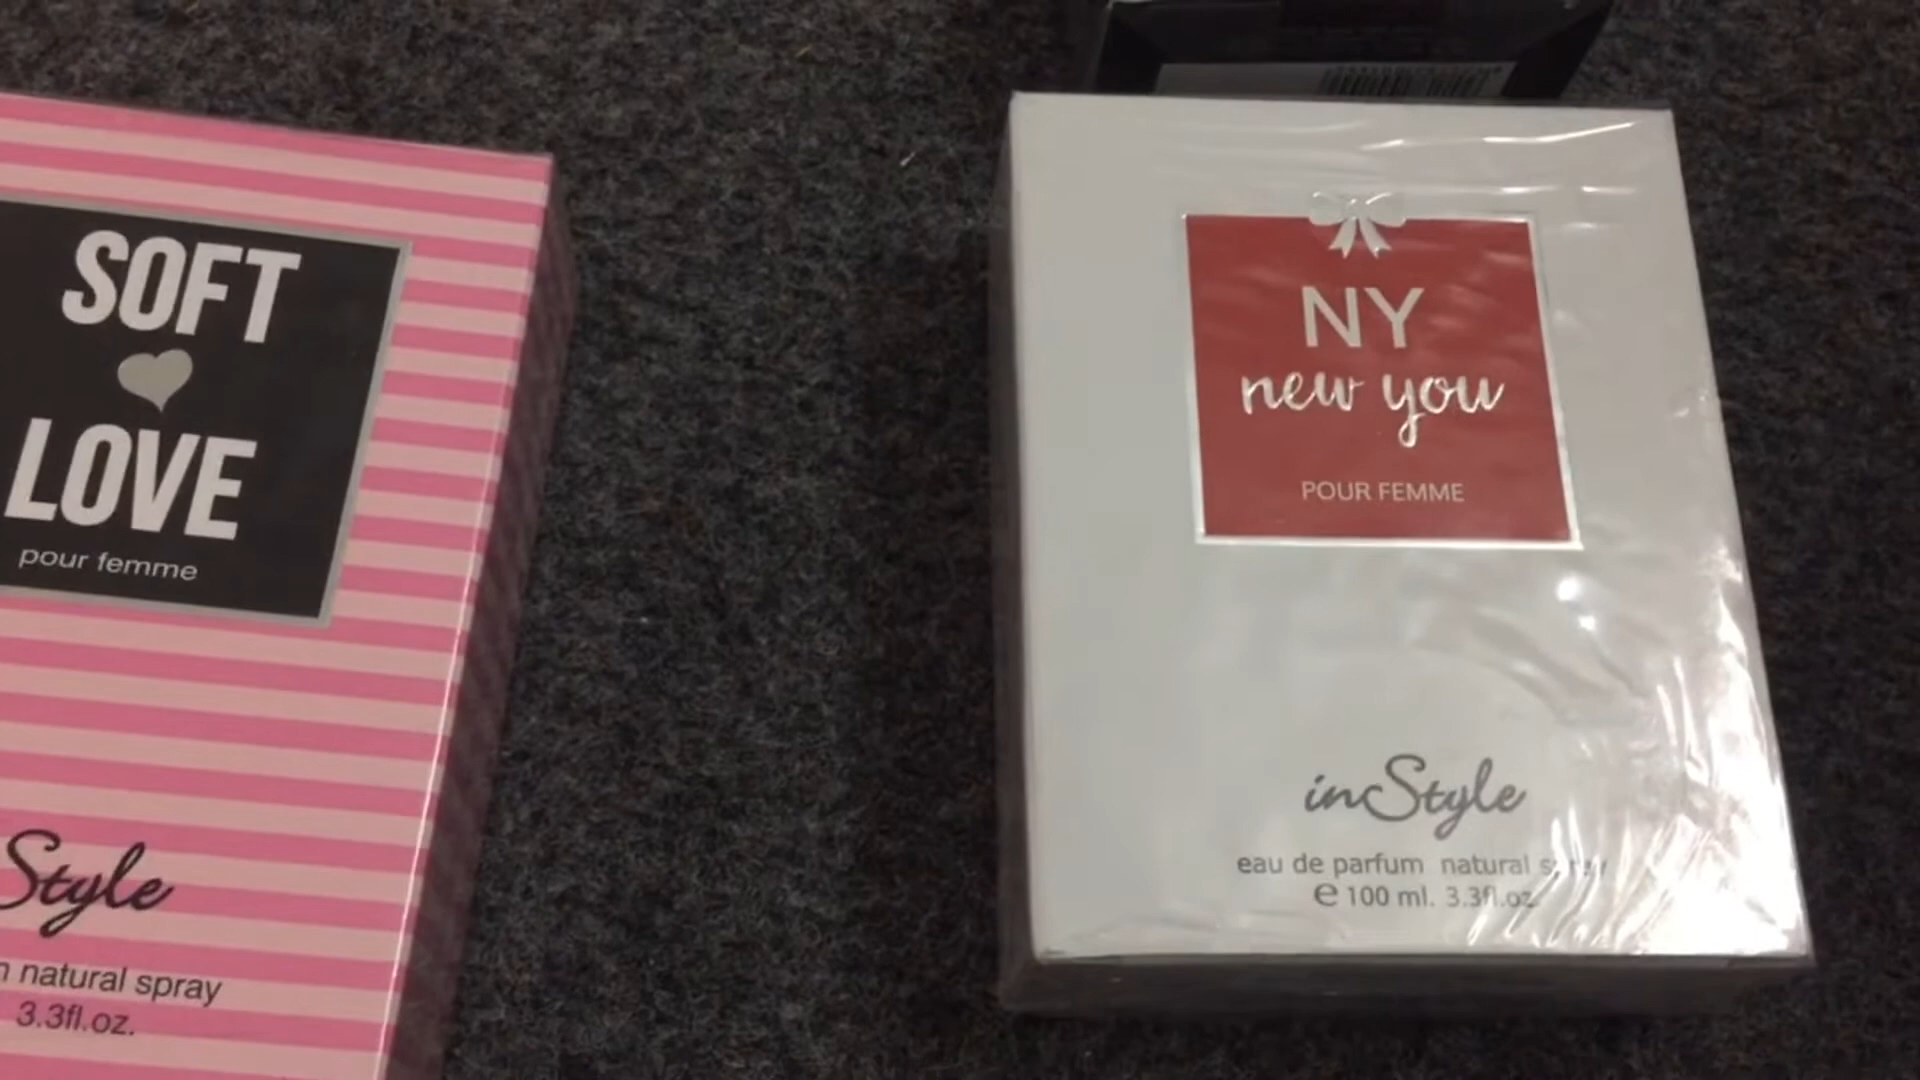 SOFT
LOVE
pour femme
Style
natural spray
3.3fl.oz.
NY
new you
POUR FEMME
inStyle
eau de parfum natural spray
e 100 ml. 3.3fl.oz.